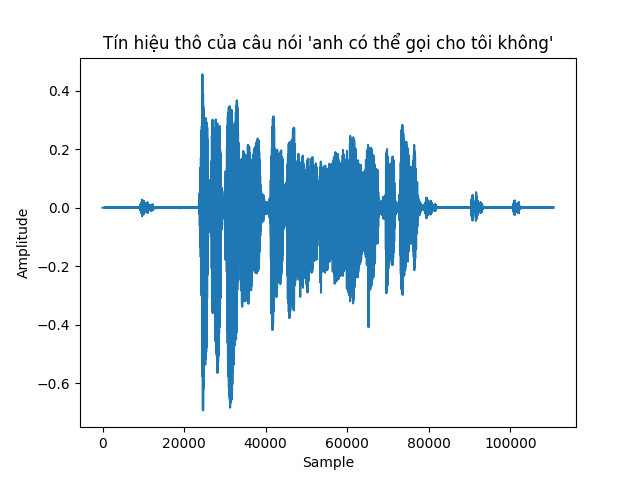 Tín hiệu thô của câu nói 'anh có thể gọi cho tôi không'
0.4
0.2
0.0
−0.2
−0.4
−0.6
Amplitude
0 20000 40000 60000 80000 100000
Sample